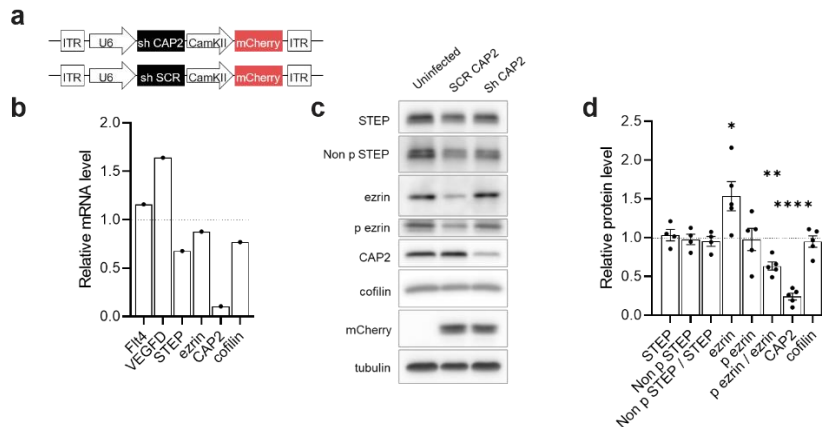 a
ITR U6 sh CAP2 CamKII mCherry ITR
ITR U6 sh SCR CamKII mCherry ITR
b
Relative mRNA level
2.0
1.5
1.0
0.5
0.0
Flt4
VEGFD
STEP
ezrin
CAP2
cofilin
c
Uninfected
SCR CAP2
Sh CAP2
STEP
Non p STEP
ezrin
p ezrin
CAP2
cofilin
mCherry
tubulin
d
Relative protein level
2.5
2.0
1.5
1.0
0.5
0.0
*
**
****
STEP
Non p STEP
Non p STEP / STEP
ezrin
p ezrin
p ezrin / ezrin
CAP2
cofilin